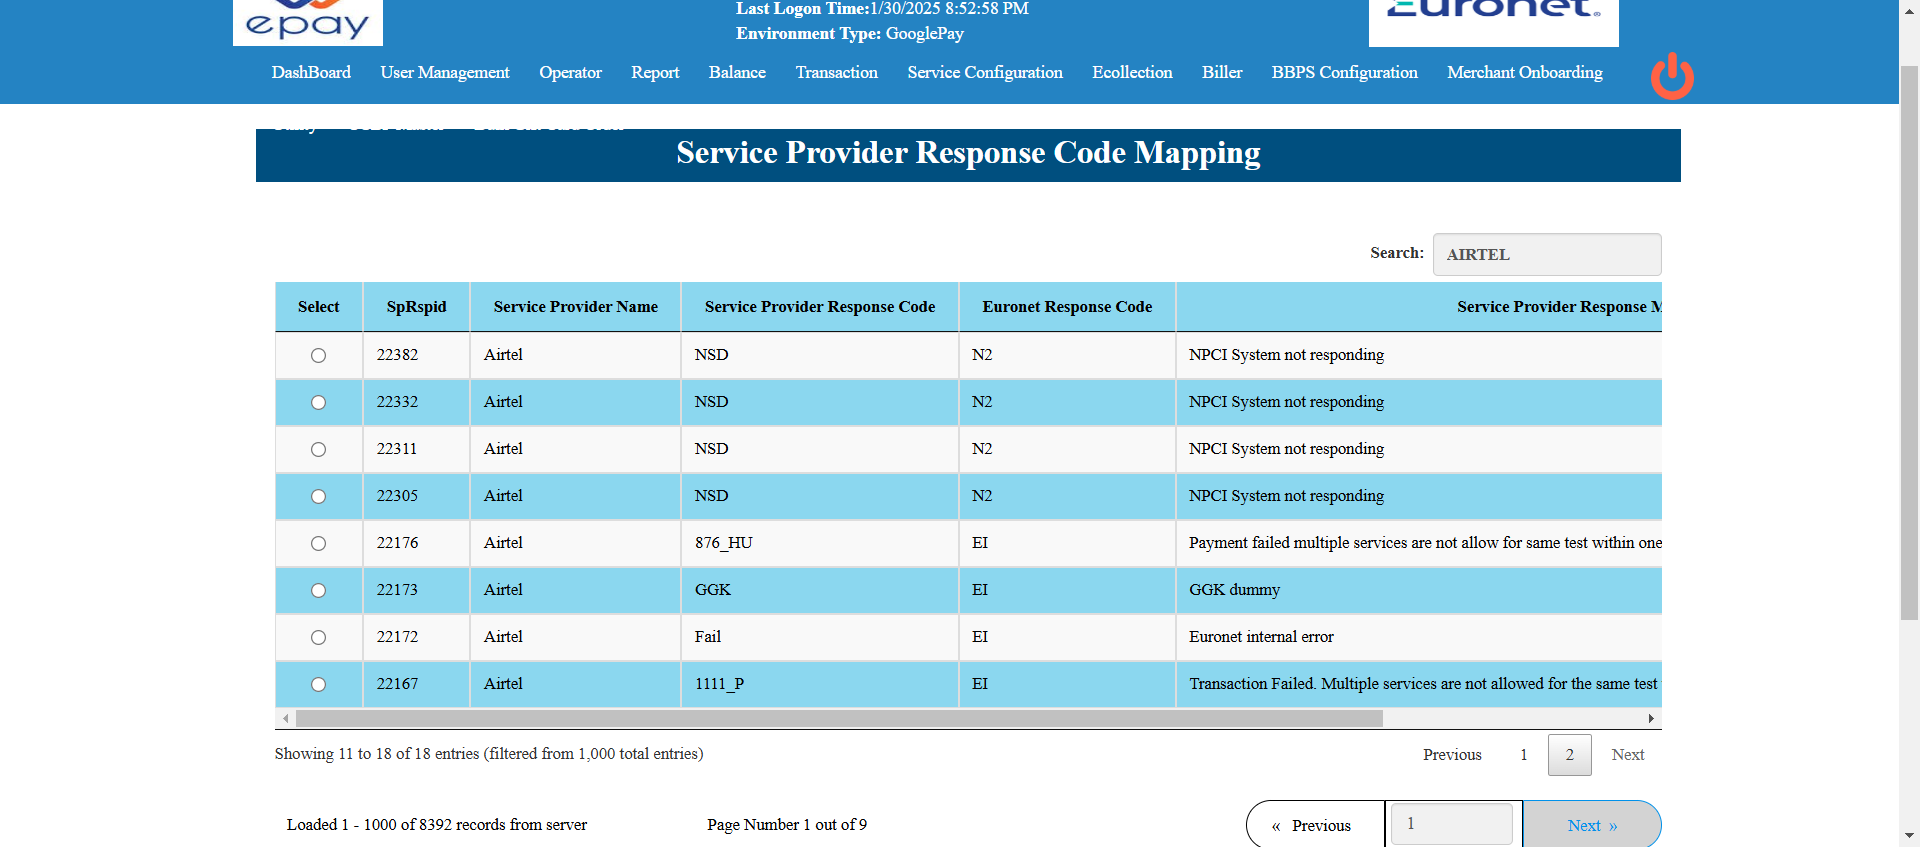 epay
Last Logon Time:1/30/2025 8:52:58 PM
Environment Type: GooglePay
Euronet
DashBoard User Management Operator Report Balance Transaction Service Configuration Ecollection Biller BBPS Configuration Merchant Onboarding
Service Provider Response Code Mapping
Search: AIRTEL
Select SpRspid Service Provider Name Service Provider Response Code Euronet Response Code Service Provider Response M
22382 Airtel NSD N2 NPCI System not responding
22332 Airtel NSD N2 NPCI System not responding
22311 Airtel NSD N2 NPCI System not responding
22305 Airtel NSD N2 NPCI System not responding
22176 Airtel 876_HU EI Payment failed multiple services are not allow for same test within one
22173 Airtel GGK EI GGK dummy
22172 Airtel Fail EI Euronet internal error
22167 Airtel 1111_P EI Transaction Failed. Multiple services are not allowed for the same test
Showing 11 to 18 of 18 entries (filtered from 1,000 total entries)
Previous 1 2 Next
Loaded 1 - 1000 of 8392 records from server
Page Number 1 out of 9
« Previous 1 Next »